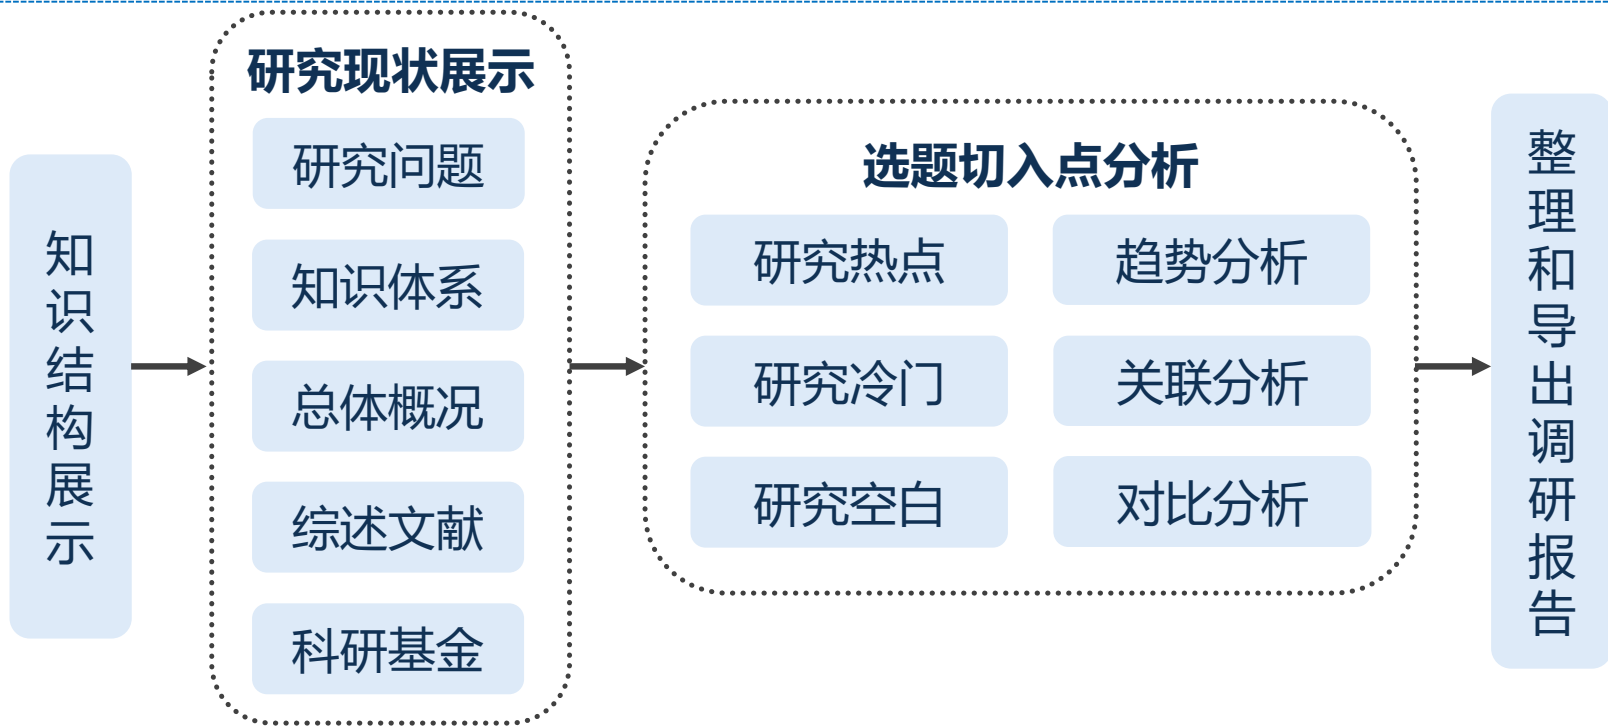 知识结构展示
研究现状展示
研究问题
知识体系
总体概况
综述文献
科研基金
选题切入点分析
研究热点
趋势分析
研究冷门
关联分析
研究空白
对比分析
整理和导出调研报告